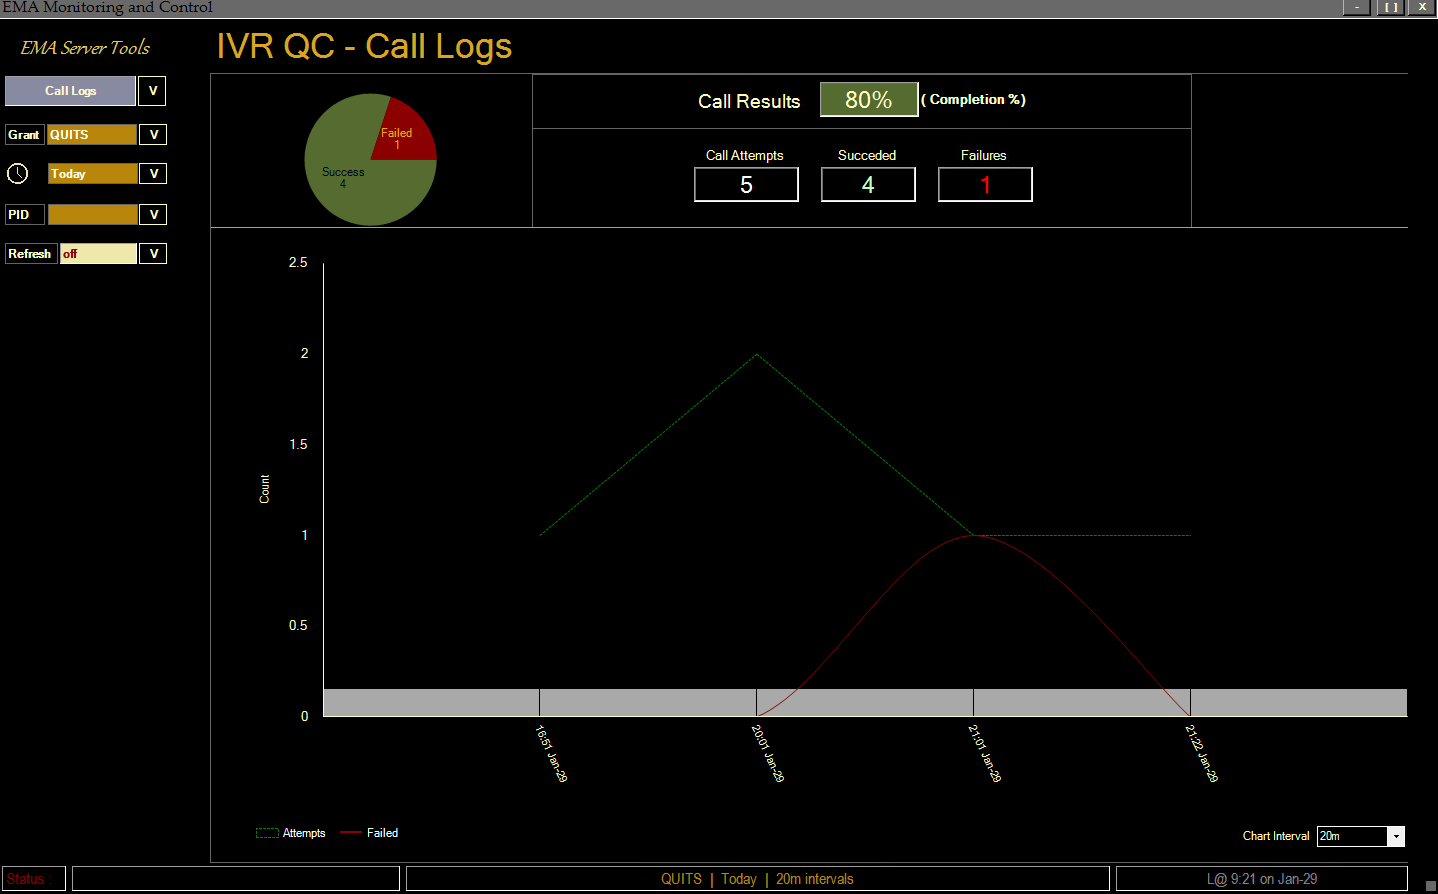 EMA Monitoring and Control
- [ ] X
EMA Server Tools
IVR QC - Call Logs
Call Logs V
Grant QUITS V
Today V
PID V
Refresh off V
Failed
1
Success
4
Call Results 80% ( Completion %)
Call Attempts Succeded Failures
5 4 1
2.5
2
1.5
1
0.5
0
Count
16:51 Jan-29
20:01 Jan-29
21:01 Jan-29
21:22 Jan-29
Attempts Failed
Chart Interval 20m
Status :
QUITS | Today | 20m intervals
L@ 9:21 on Jan-29